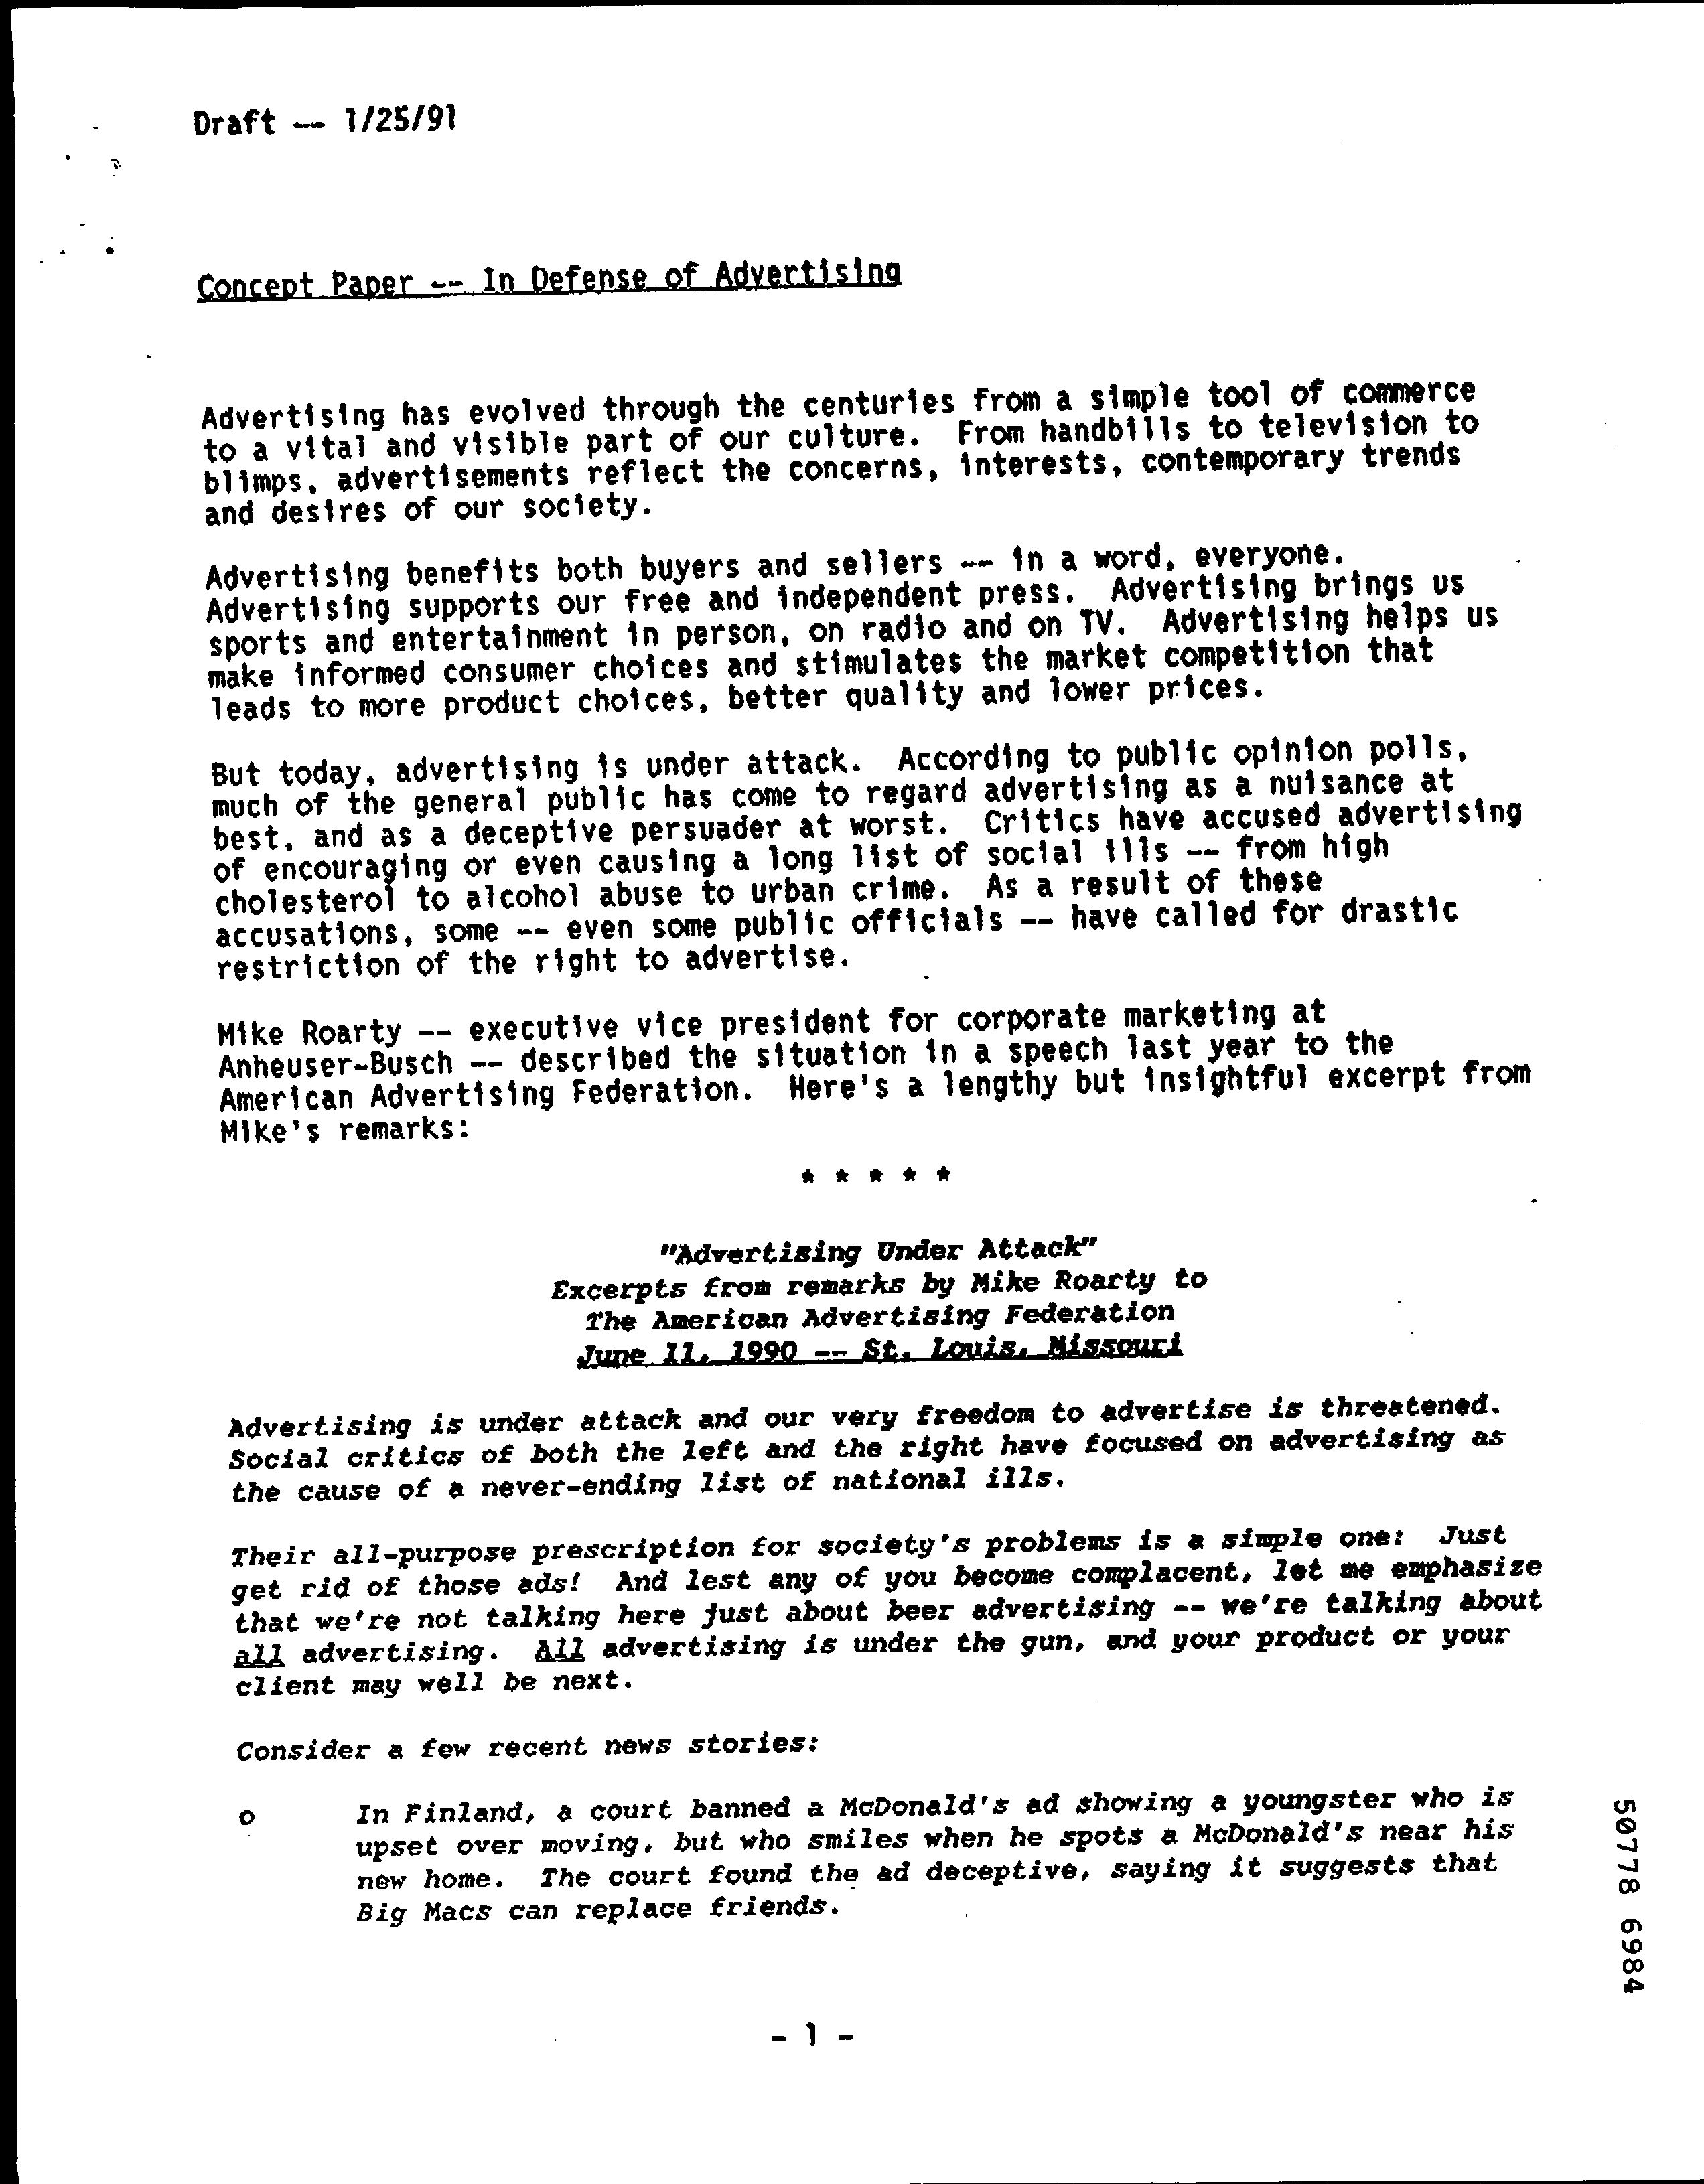 Draft -- 1/25/91
Concept Paper -- In Defense of Advertising
Advertising has evolved through the centuries from a simple tool of commerce
to a vital and visible part of our culture. From handbills to television to
blimps, advertisements reflect the concerns, interests, contemporary trends
and desires of our society.
Advertising benefits both buyers and sellers -- in a word, everyone.
Advertising supports our free and independent press. Advertising brings us
sports and entertainment in person, on radio and on TV. Advertising helps us
make informed consumer choices and stimulates the market competition that
leads to more product choices, better quality and lower prices.
But today, advertising is under attack. According to public opinion polls,
much of the general public has come to regard advertising as a nuisance at
best, and as a deceptive persuader at worst. Critics have accused advertising
of encouraging or even causing a long list of social ills -- from high
cholesterol to alcohol abuse to urban crime. As a result of these
accusations, some -- even some public officials -- have called for drastic
restriction of the right to advertise.
Mike Roarty -- executive vice president for corporate marketing at
Anheuser-Busch -- described the situation in a speech last year to the
American Advertising Federation. Here's a lengthy but insightful excerpt from
Mike's remarks:
* * * * *
"Advertising Under Attack"
Excerpts from remarks by Mike Roarty to
The American Advertising Federation
June 11, 1990 -- St. Louis, Missouri
Advertising is under attack and our very freedom to advertise is threatened.
Social critics of both the left and the right have focused on advertising as
the cause of a never-ending list of national ills.
Their all-purpose prescription for society's problems is a simple one: Just
get rid of those ads! And lest any of you become complacent, let me emphasize
that we're not talking here just about beer advertising -- we're talking about
all advertising. All advertising is under the gun, and your product or your
client may well be next.
Consider a few recent news stories:
o In Finland, a court banned a McDonald's ad showing a youngster who is
upset over moving, but who smiles when he spots a McDonald's near his
new home. The court found the ad deceptive, saying it suggests that
Big Macs can replace friends.
50778 6984
- 1 -